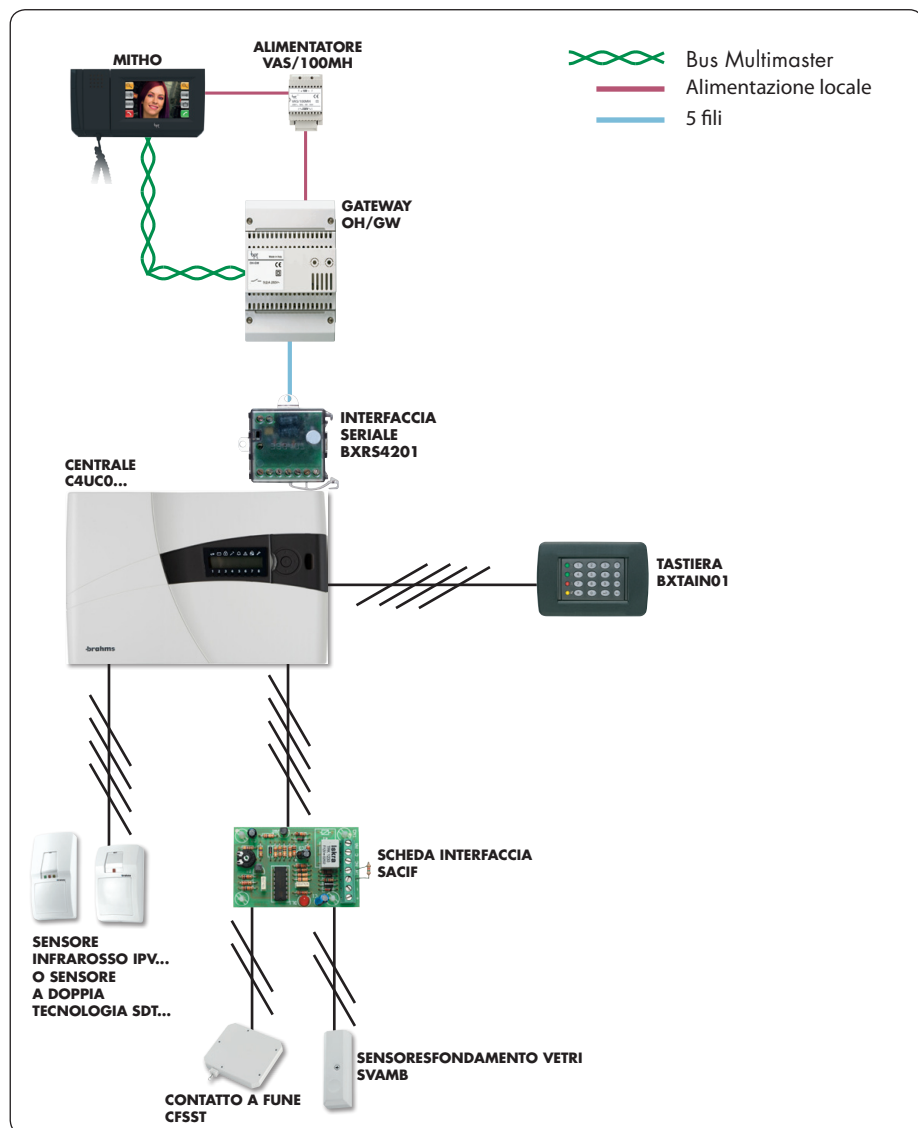 MITHO
ALIMENTATORE
VAS/100MH
Bus Multimaster
Alimentazione locale
5 fili
GATEWAY
OH/GW
INTERFACCIA
SERIALE
BXRS4201
CENTRALE
C4UC0...
brahms
TASTIERA
BXTAIN01
SCHEDA INTERFACCIA
SACIF
iskra
SENSORE
INFRAROSSO IPV...
O SENSORE
A DOPPIA
TECNOLOGIA SDT...
SENSORESFONDAMENTO VETRI
SVAMB
CONTATTO A FUNE
CFSST